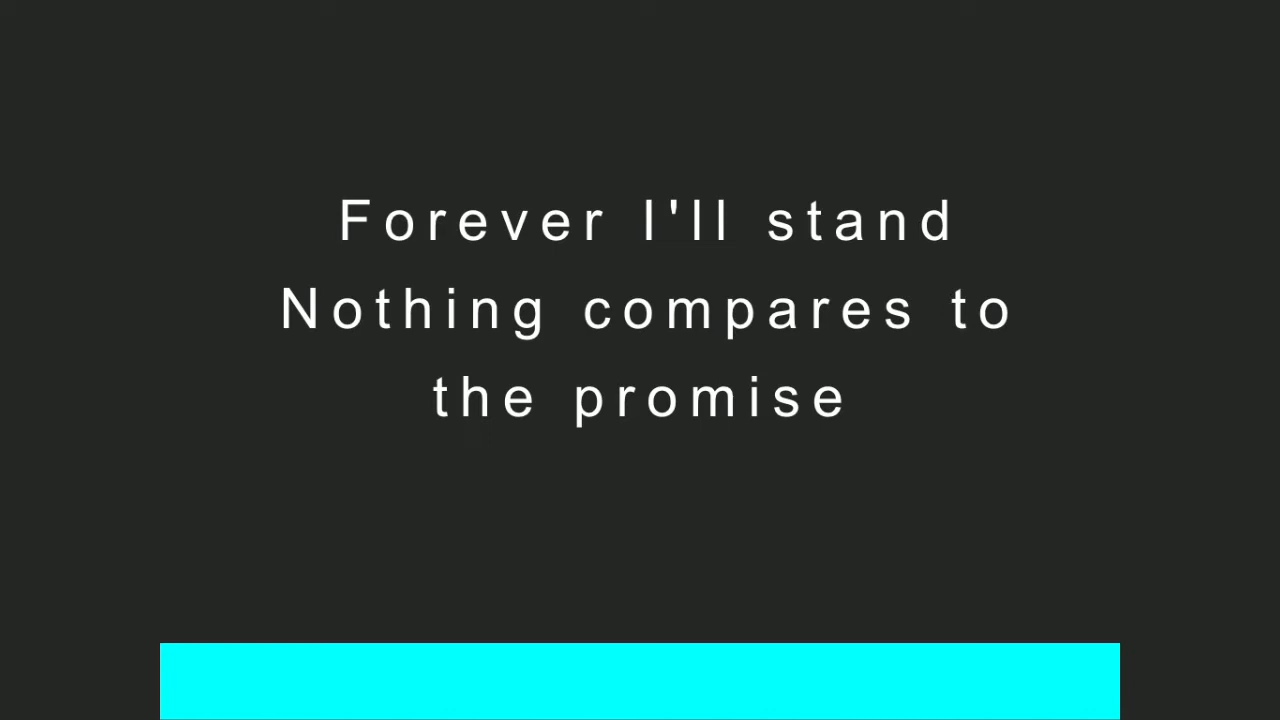 Forever I'll stand
Nothing compares to
the promise